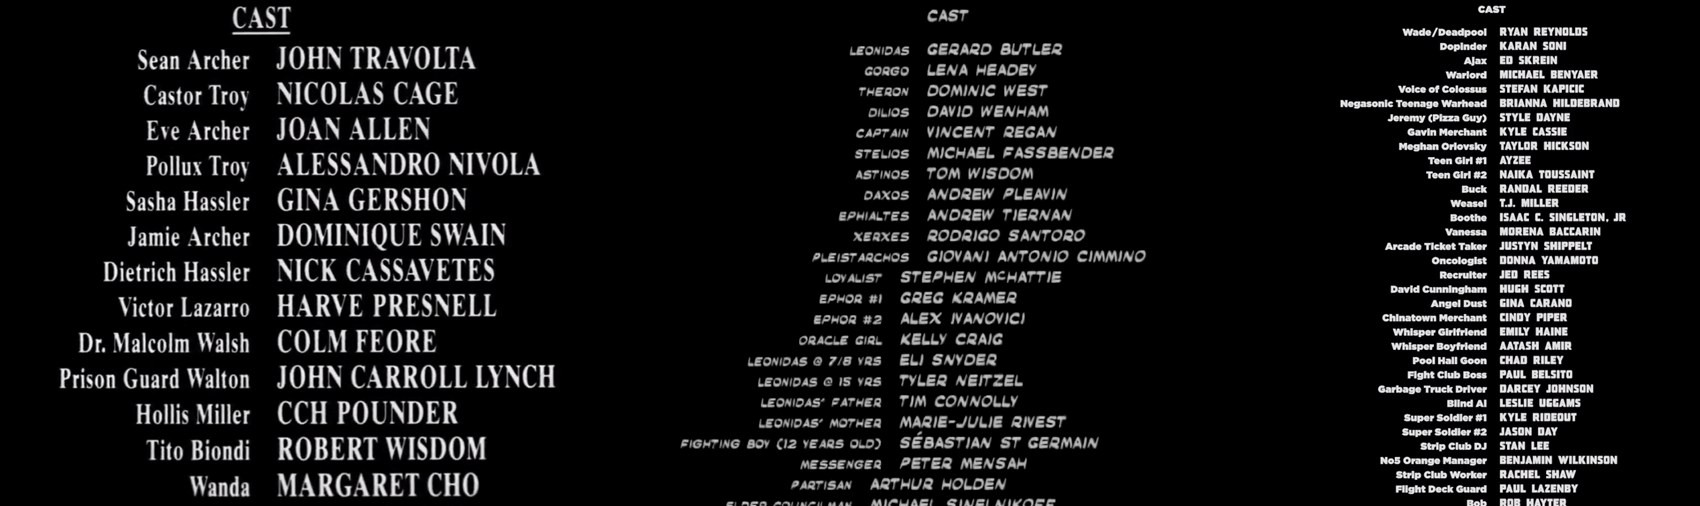 CAST
Sean Archer JOHN TRAVOLTA
Castor Troy NICOLAS CAGE
Eve Archer JOAN ALLEN
Pollux Troy ALESSANDRO NIVOLA
Sasha Hassler GINA GERSHON
Jamie Archer DOMINIQUE SWAIN
Dietrich Hassler NICK CASSAVETES
Victor Lazarro HARVE PRESNELL
Dr. Malcolm Walsh COLM FEORE
Prison Guard Walton JOHN CARROLL LYNCH
Hollis Miller CCH POUNDER
Tito Biondi ROBERT WISDOM
Wanda MARGARET CHO
CAST
LEONIDAS GERARD BUTLER
GORGO LENA HEADEY
THERON DOMINIC WEST
DILIOS DAVID WENHAM
CAPTAIN VINCENT REGAN
STELIOS MICHAEL FASSBENDER
ASTINOS TOM WISDOM
DAXOS ANDREW PLEAVIN
EPHIALTES ANDREW TIERNAN
XERXES RODRIGO SANTORO
PLEISTARCHOS GIOVANI ANTONIO CIMMINO
LOYALIST STEPHEN McHATTIE
EPHOR #1 GREG KRAMER
EPHOR #2 ALEX IVANOVICI
ORACLE GIRL KELLY CRAIG
LEONIDAS @ 7/8 YRS ELI SNYDER
LEONIDAS @ 15 YRS TYLER NEITZEL
LEONIDAS' FATHER TIM CONNOLLY
LEONIDAS' MOTHER MARIE-JULIE RIVEST
FIGHTING BOY (12 YEARS OLD) SÉBASTIAN ST GERMAIN
MESSENGER PETER MENSAH
PARTISAN ARTHUR HOLDEN
ELDER COUNCILMAN MICHAEL SINELNIKOFF
CAST
Wade/Deadpool RYAN REYNOLDS
Dopinder KARAN SONI
Ajax ED SKREIN
Warlord MICHAEL BENYAER
Voice of Colossus STEFAN KAPICIC
Negasonic Teenage Warhead BRIANNA HILDEBRAND
Jeremy (Pizza Guy) STYLE DAYNE
Gavin Merchant KYLE CASSIE
Meghan Orlovsky TAYLOR HICKSON
Teen Girl #1 AYZEE
Teen Girl #2 NAIKA TOUSSAINT
Buck RANDAL REEDER
Weasel T.J. MILLER
Boothe ISAAC C. SINGLETON, JR
Vanessa MORENA BACCARIN
Arcade Ticket Taker JUSTYN SHIPPELT
Oncologist DONNA YAMAMOTO
Recruiter JED REES
David Cunningham HUGH SCOTT
Angel Dust GINA CARANO
Chinatown Merchant CINDY PIPER
Whisper Girlfriend EMILY HAINE
Whisper Boyfriend AATASH AMIR
Pool Hall Goon CHAD RILEY
Fight Club Boss PAUL BELSITO
Garbage Truck Driver DARCEY JOHNSON
Blind Al LESLIE UGGAMS
Super Soldier #1 KYLE RIDEOUT
Super Soldier #2 JASON DAY
Strip Club DJ STAN LEE
No5 Orange Manager BENJAMIN WILKINSON
Strip Club Worker RACHEL SHAW
Flight Deck Guard PAUL LAZENBY
Bob ROB HAYTER